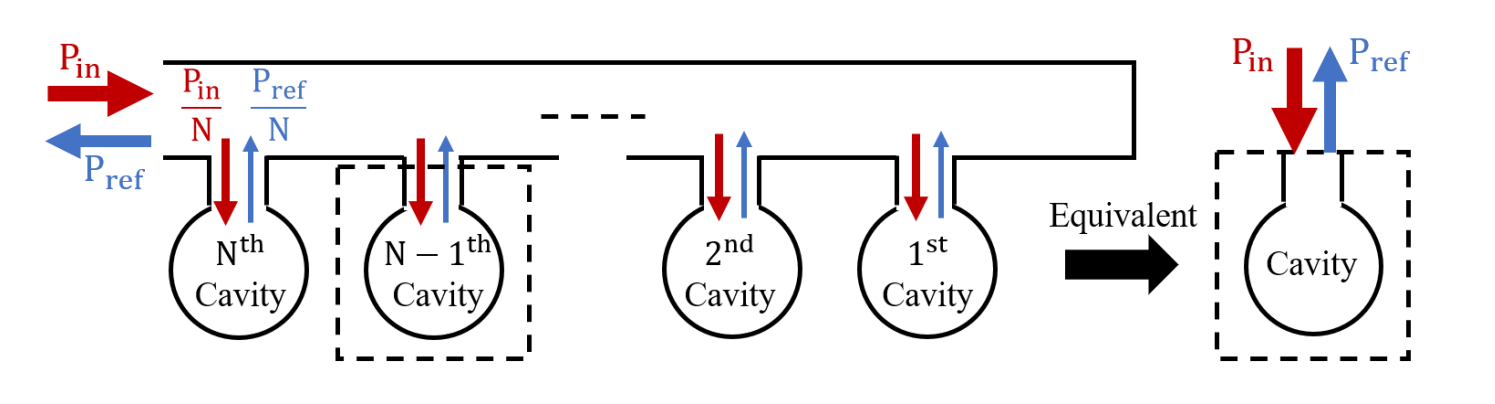 P_in
P_ref
P_in
N
P_ref
N
N^th
Cavity
N − 1^th
Cavity
2^nd
Cavity
1^st
Cavity
Equivalent
P_in
P_ref
Cavity